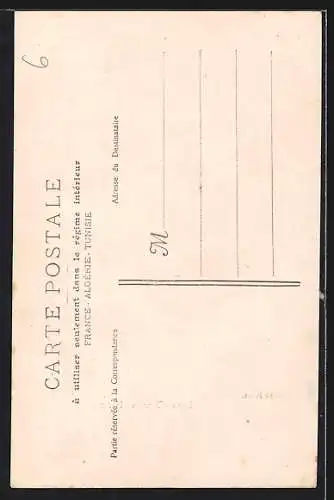 CARTE POSTALE
à utiliser seulement dans le régime intérieur
FRANCE - ALGÉRIE - TUNISIE
Partie réservée à la Correspondance
Adresse du Destinataire
M
6